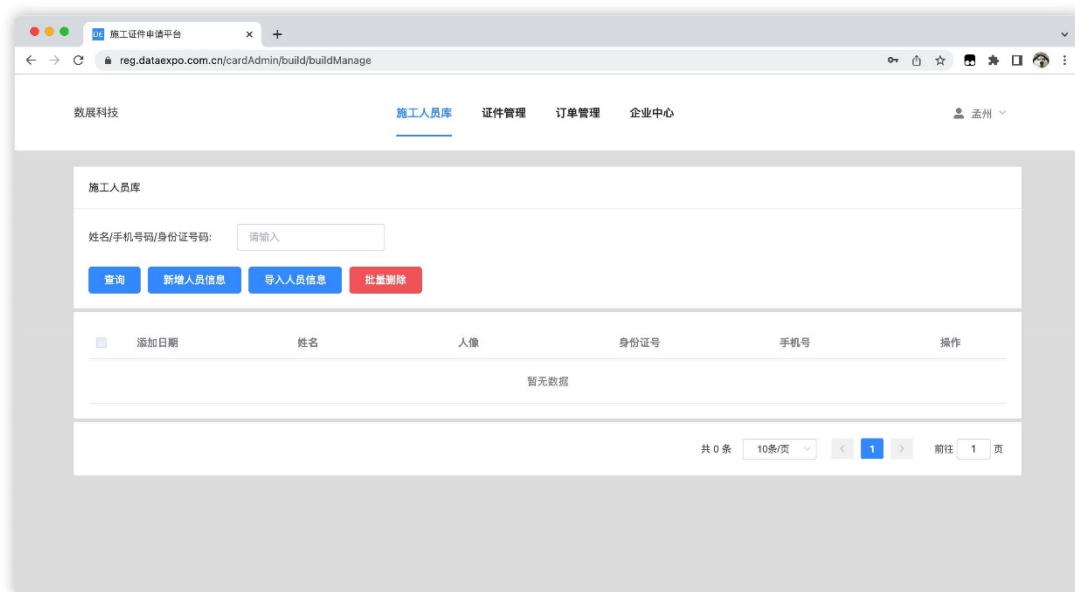 DE 施工证件申请平台
reg.dataexpo.com.cn/cardAdmin/build/buildManage
数展科技 施工人员库 证件管理 订单管理 企业中心 孟州
施工人员库
姓名/手机号码/身份证号码: 请输入
查询 新增人员信息 导入人员信息 批量删除
添加日期 姓名 人像 身份证号 手机号 操作
暂无数据
共 0 条 10条/页 1 前往 1 页